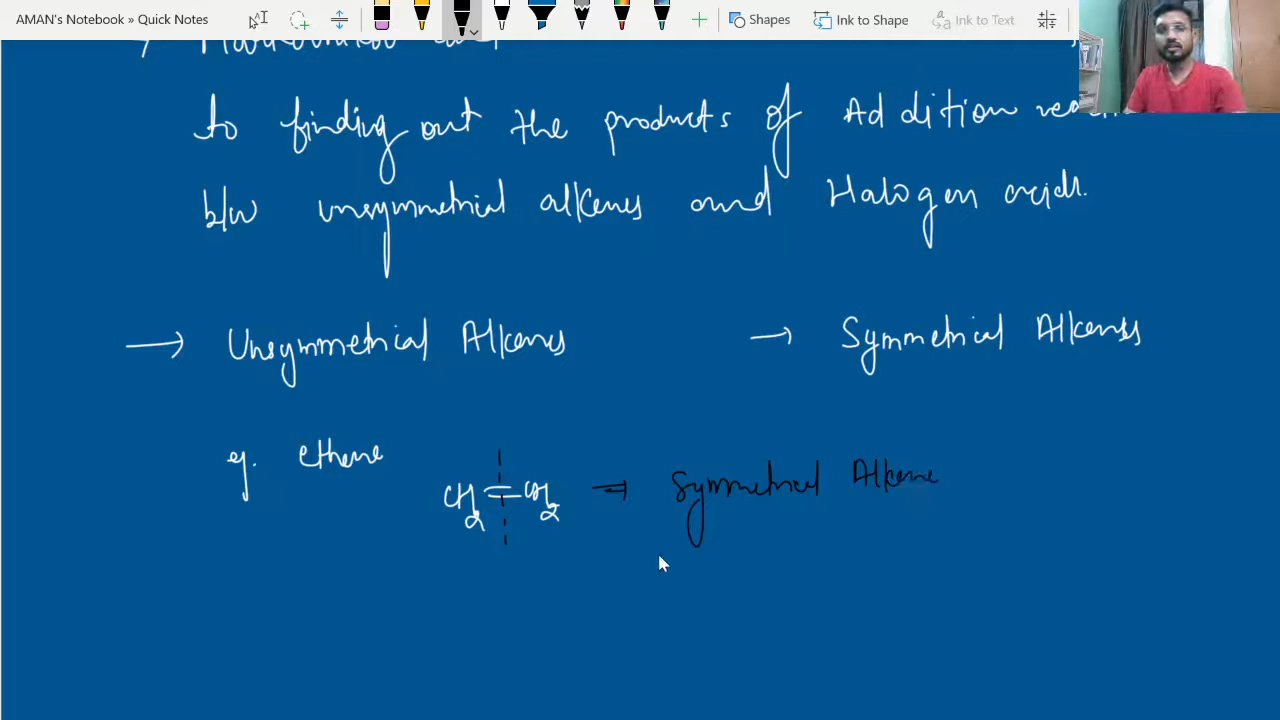 AMAN's Notebook » Quick Notes
Shapes
Ink to Shape
Ink to Text
to finding out the products of Addition
b/w unsymmetrical alkenes and Halogen acids.
→ Unsymmetrical Alkenes → Symmetrical Alkenes
eg. ethene
CH2=CH2 ⇒ Symmetrical Alkene